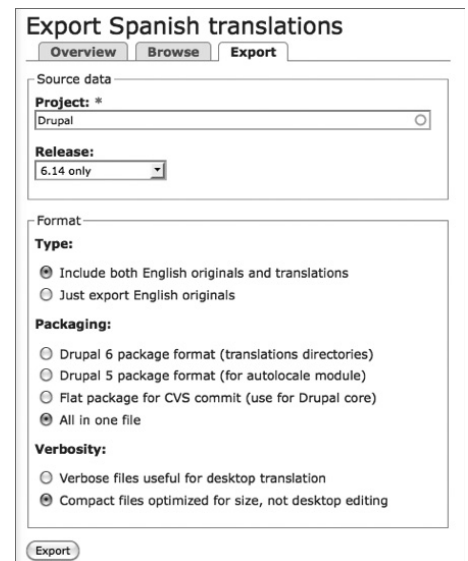 Export Spanish translations
Overview Browse Export
Source data
Project: *
Drupal
Release:
6.14 only
Format
Type:
Include both English originals and translations
Just export English originals
Packaging:
Drupal 6 package format (translations directories)
Drupal 5 package format (for autolocale module)
Flat package for CVS commit (use for Drupal core)
All in one file
Verbosity:
Verbose files useful for desktop translation
Compact files optimized for size, not desktop editing
Export